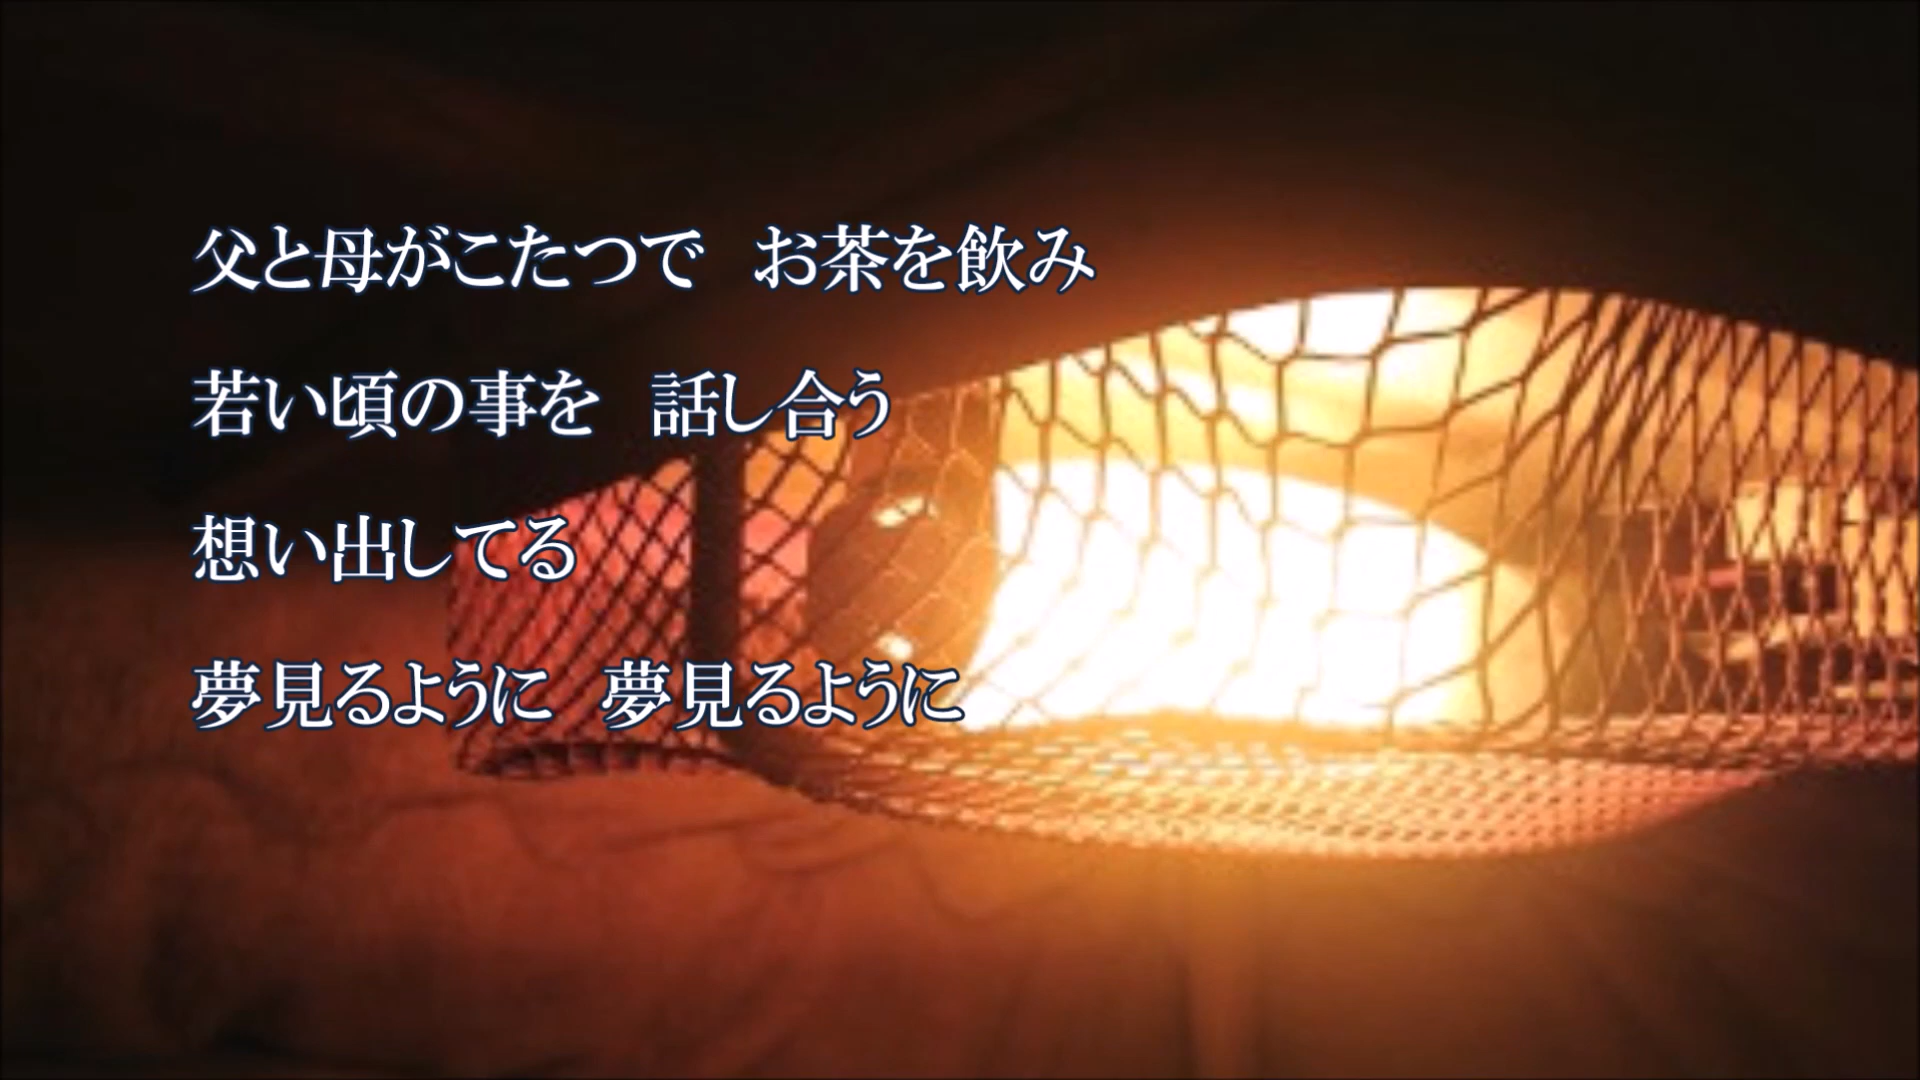 父と母がこたつで　お茶を飲み
若い頃の事を　話し合う
想い出してる
夢見るように　夢見るように